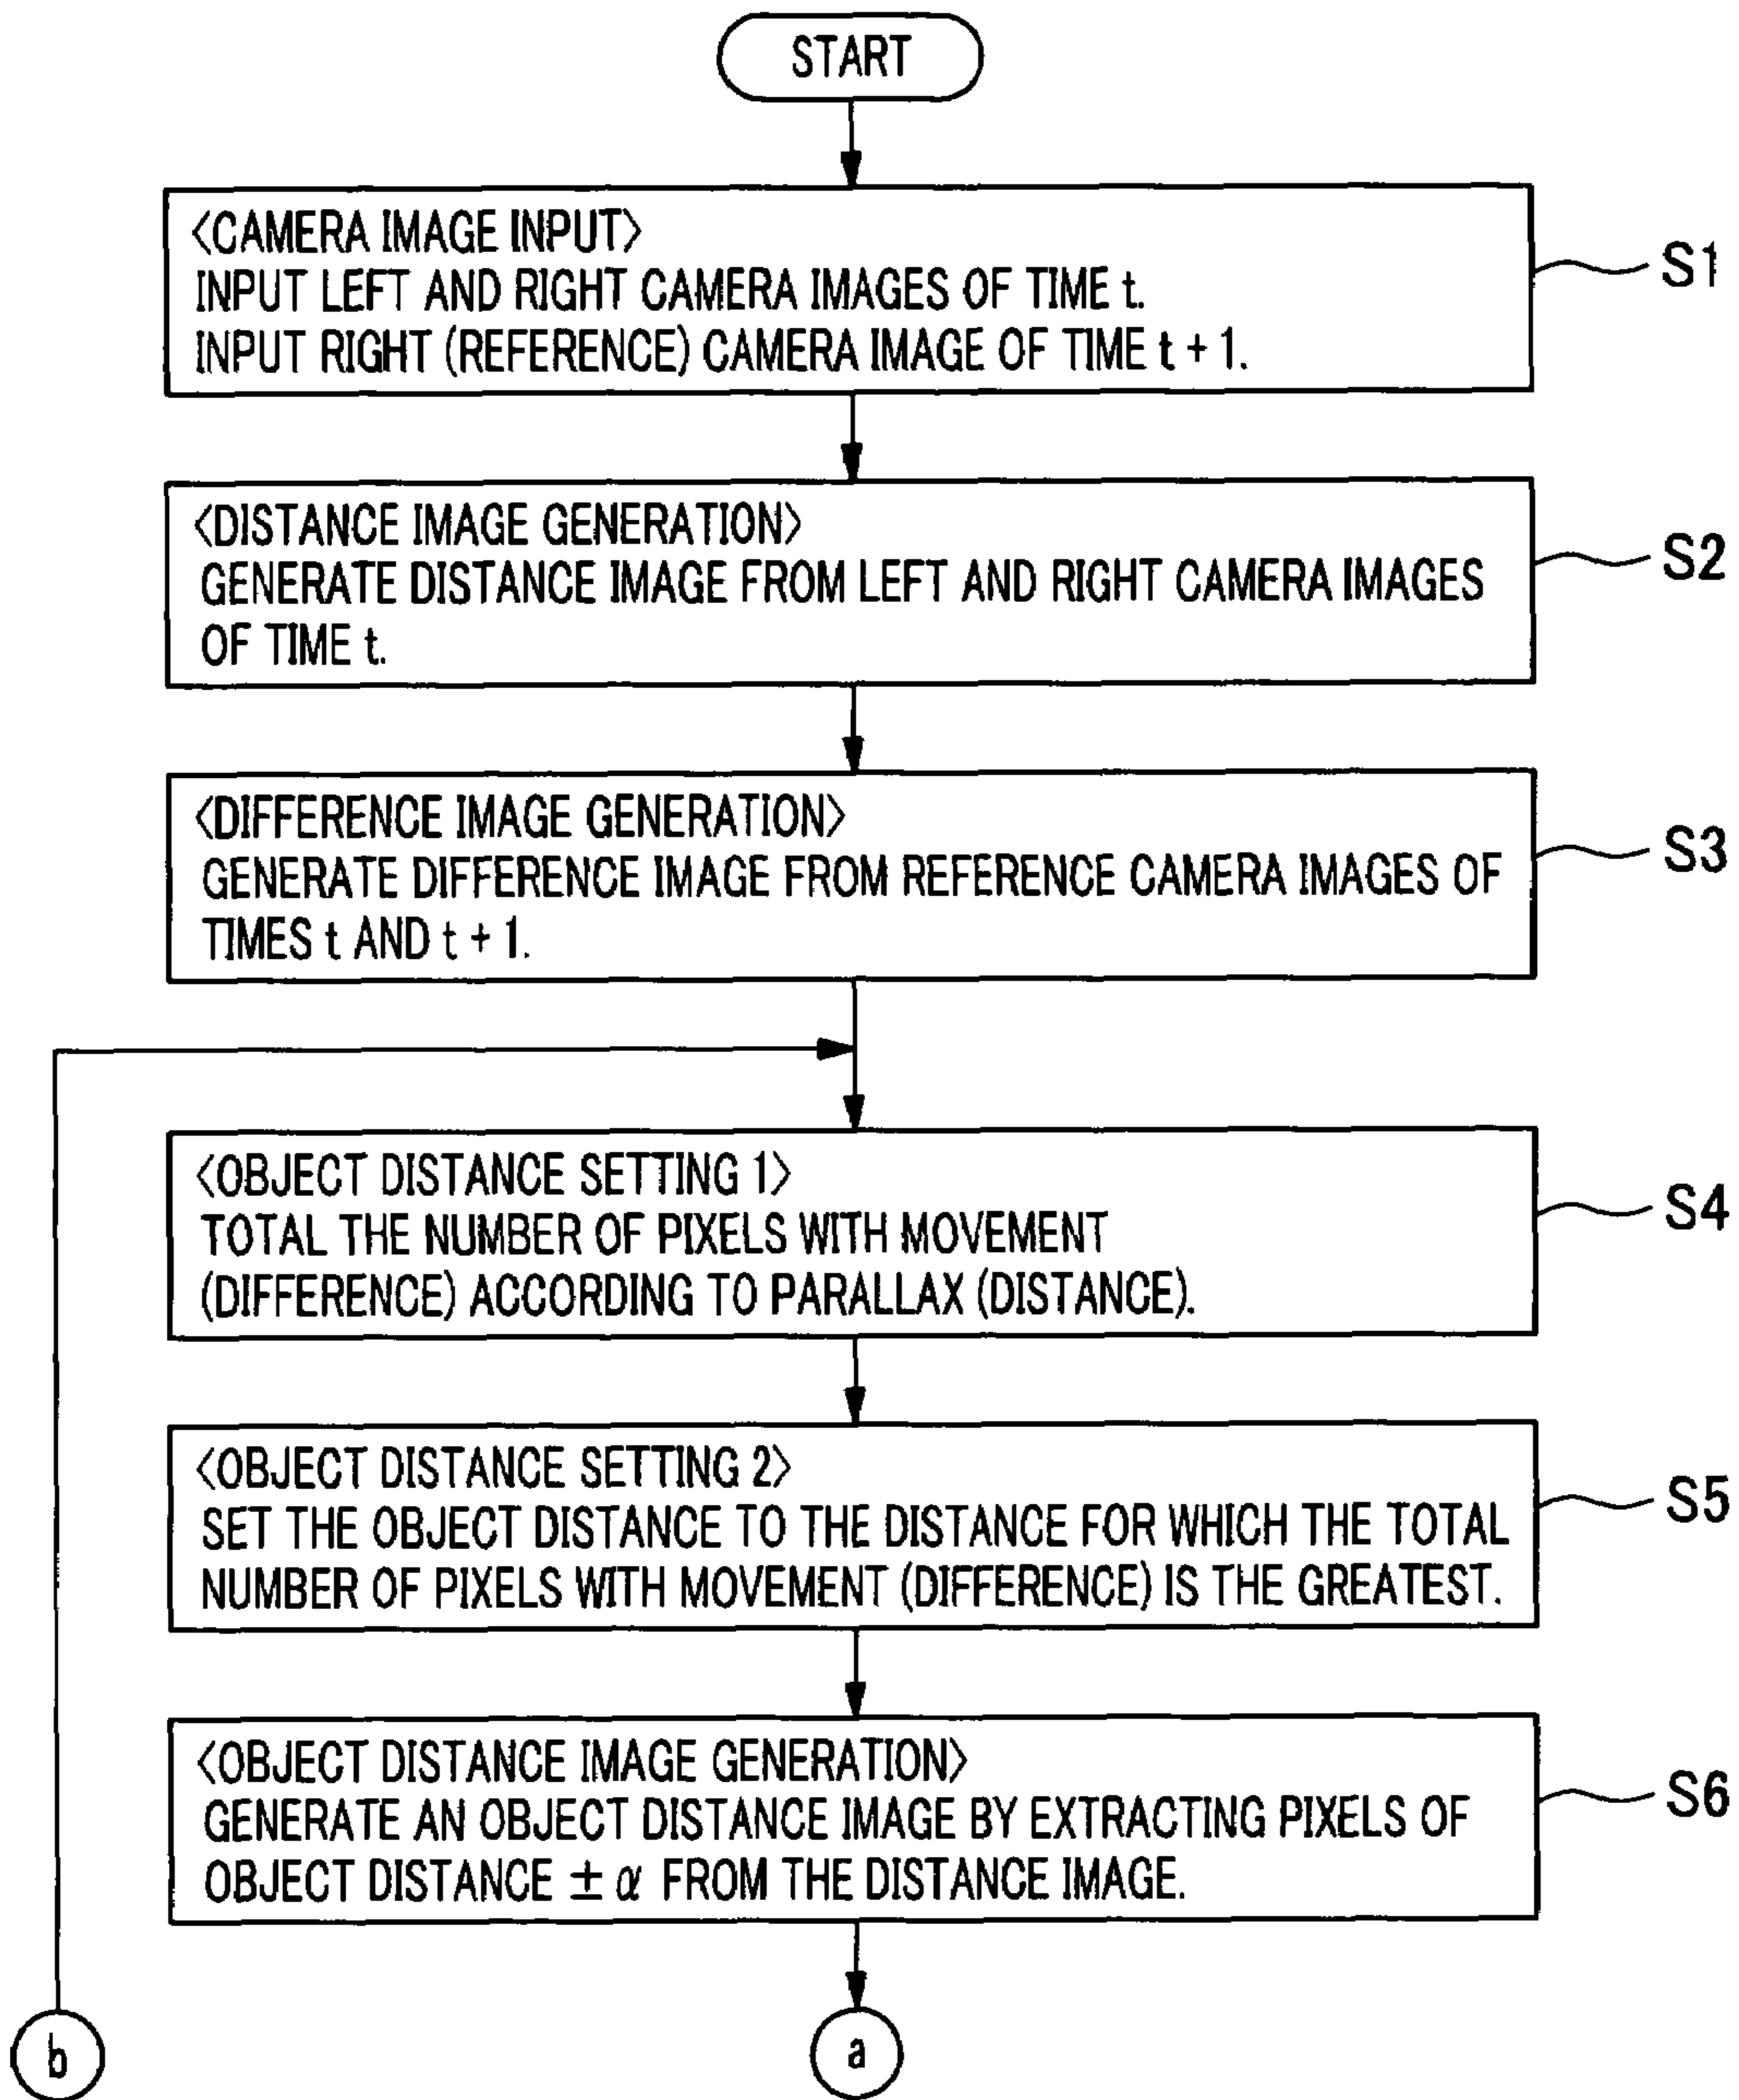 START
<CAMERA IMAGE INPUT>
INPUT LEFT AND RIGHT CAMERA IMAGES OF TIME t.
INPUT RIGHT (REFERENCE) CAMERA IMAGE OF TIME t + 1.
S1
<DISTANCE IMAGE GENERATION>
GENERATE DISTANCE IMAGE FROM LEFT AND RIGHT CAMERA IMAGES
OF TIME t.
S2
<DIFFERENCE IMAGE GENERATION>
GENERATE DIFFERENCE IMAGE FROM REFERENCE CAMERA IMAGES OF
TIMES t AND t + 1.
S3
<OBJECT DISTANCE SETTING 1>
TOTAL THE NUMBER OF PIXELS WITH MOVEMENT
(DIFFERENCE) ACCORDING TO PARALLAX (DISTANCE).
S4
<OBJECT DISTANCE SETTING 2>
SET THE OBJECT DISTANCE TO THE DISTANCE FOR WHICH THE TOTAL
NUMBER OF PIXELS WITH MOVEMENT (DIFFERENCE) IS THE GREATEST.
S5
<OBJECT DISTANCE IMAGE GENERATION>
GENERATE AN OBJECT DISTANCE IMAGE BY EXTRACTING PIXELS OF
OBJECT DISTANCE ± α FROM THE DISTANCE IMAGE.
S6
b
a